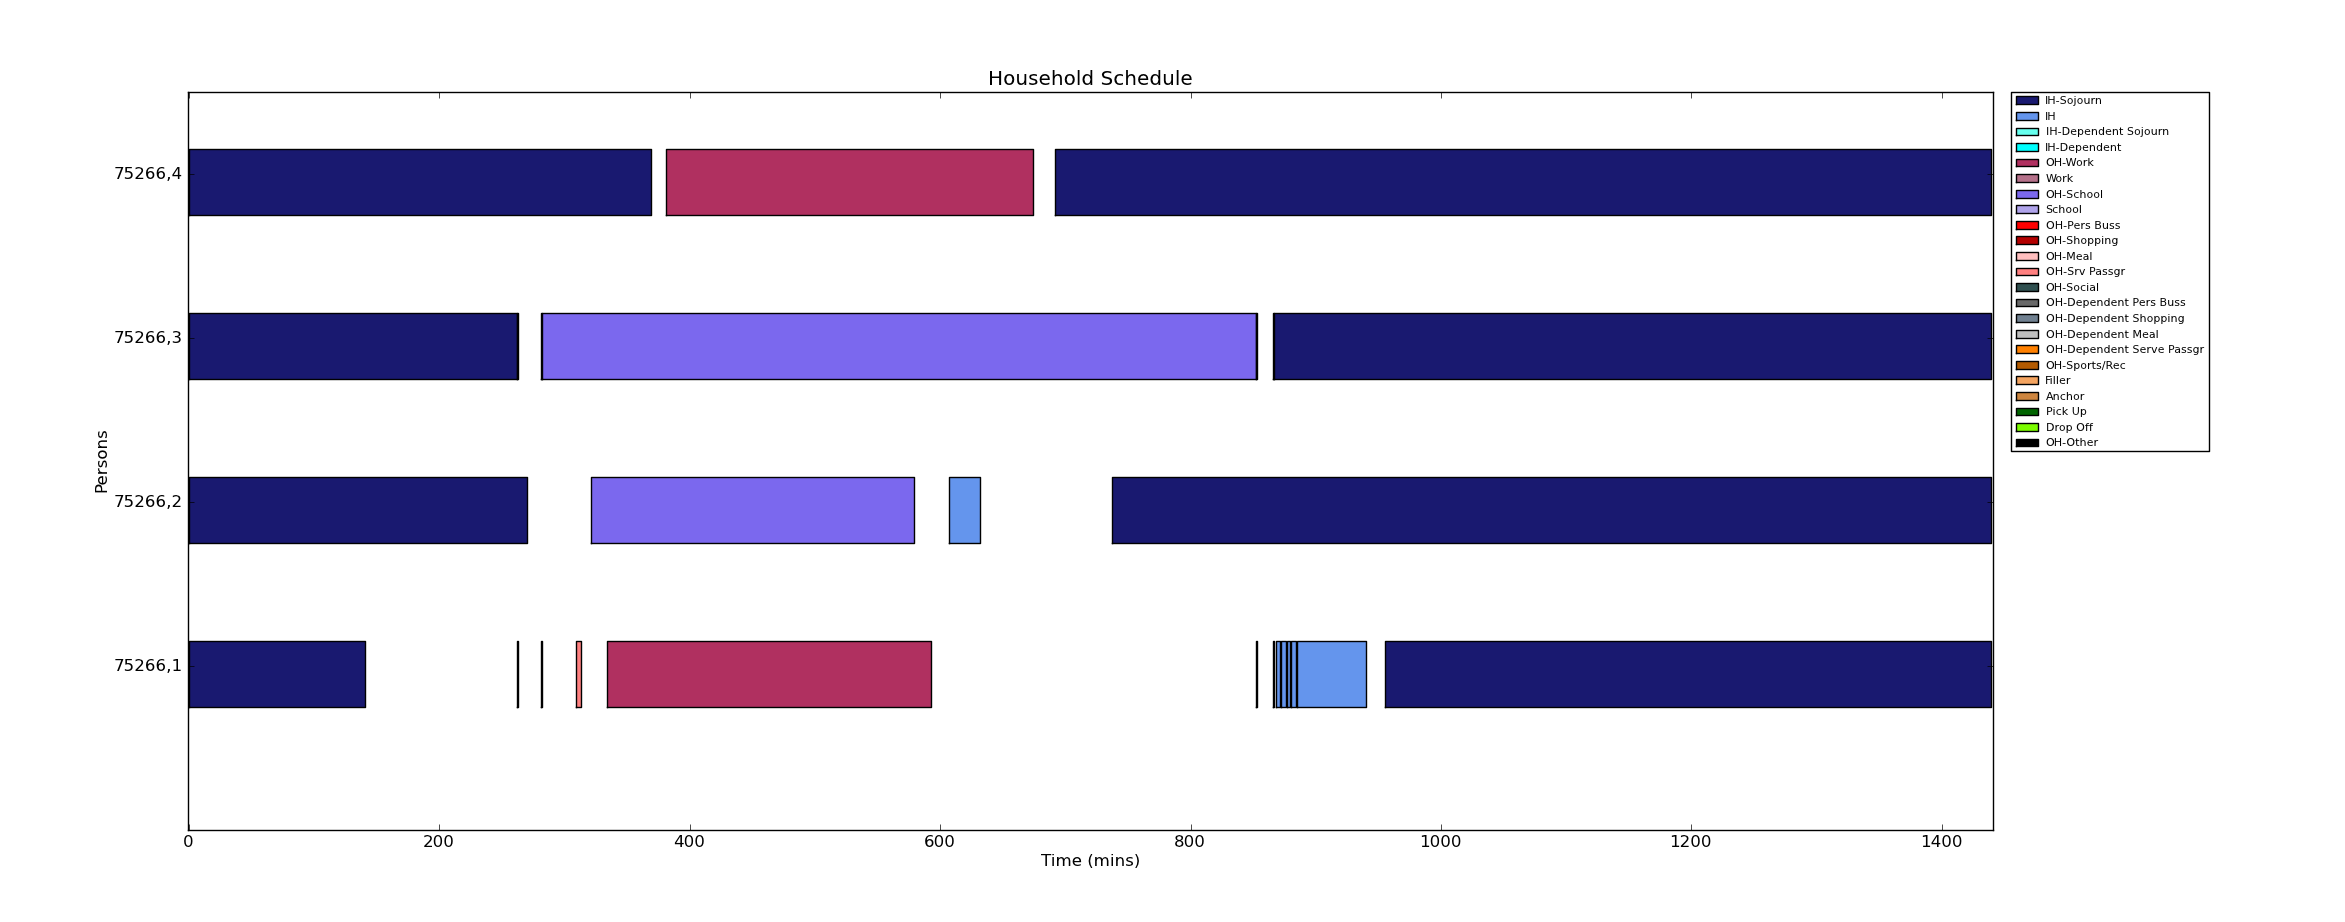 Household Schedule
75266,4
75266,3
75266,2
75266,1
Persons
0 200 400 600 800 1000 1200 1400
Time (mins)
IH-Sojourn
IH
IH-Dependent Sojourn
IH-Dependent
OH-Work
Work
OH-School
School
OH-Pers Buss
OH-Shopping
OH-Meal
OH-Srv Passgr
OH-Social
OH-Dependent Pers Buss
OH-Dependent Shopping
OH-Dependent Meal
OH-Dependent Serve Passgr
OH-Sports/Rec
Filler
Anchor
Pick Up
Drop Off
OH-Other